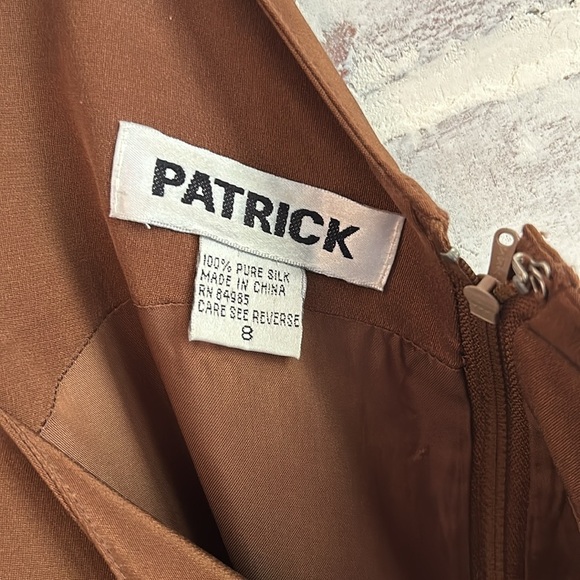 PATRICK
100% PURE SILK
MADE IN CHINA
RN 84985
CARE SEE REVERSE
8